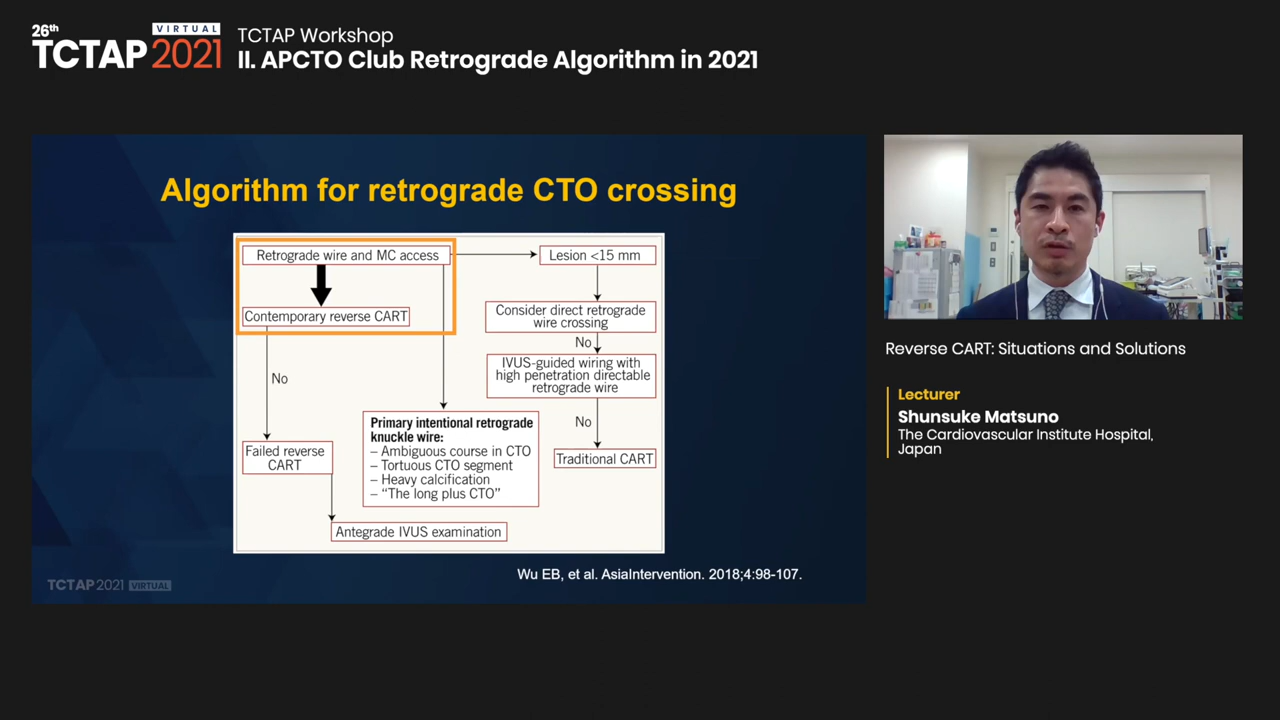 26th
VIRTUAL
TCTAP 2021
TCTAP Workshop
II. APCTO Club Retrograde Algorithm in 2021
Algorithm for retrograde CTO crossing
Retrograde wire and MC access
Contemporary reverse CART
No
Failed reverse
CART
Antegrade IVUS examination
Primary intentional retrograde
knuckle wire:
– Ambiguous course in CTO
– Tortuous CTO segment
– Heavy calcification
– “The long plus CTO”
Lesion <15 mm
Consider direct retrograde
wire crossing
No
IVUS-guided wiring with
high penetration directable
retrograde wire
No
Traditional CART
Wu EB, et al. AsiaIntervention. 2018;4:98-107.
TCTAP 2021 VIRTUAL
Reverse CART: Situations and Solutions
Lecturer
Shunsuke Matsuno
The Cardiovascular Institute Hospital,
Japan